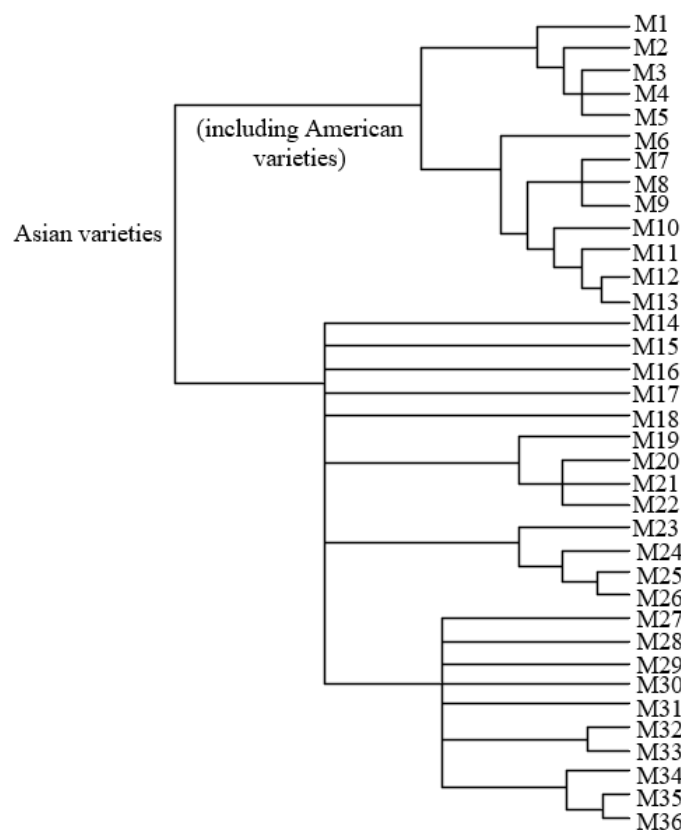 M1
M2
M3
M4
M5
(including American
varieties)
M6
M7
M8
M9
Asian varieties
M10
M11
M12
M13
M14
M15
M16
M17
M18
M19
M20
M21
M22
M23
M24
M25
M26
M27
M28
M29
M30
M31
M32
M33
M34
M35
M36